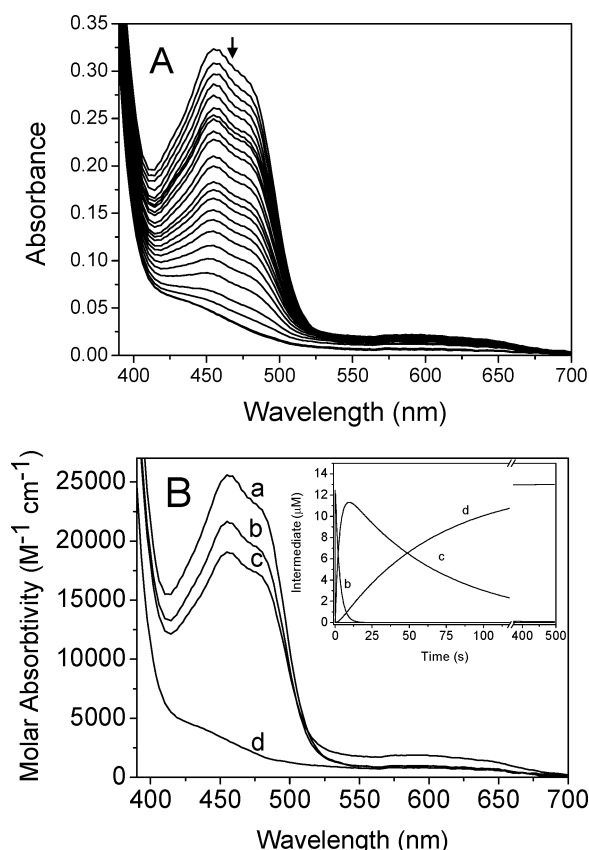 A
0.35
0.30
0.25
0.20
0.15
0.10
0.05
0.00
Absorbance
400 450 500 550 600 650 700
Wavelength (nm)
B
25000
20000
15000
10000
5000
0
Molar Absorbtivity (M⁻¹ cm⁻¹)
a
b
c
d
14
12
10
8
6
4
2
0
Intermediate (μM)
b
c
d
0 25 50 75 100 400 500
Time (s)
400 450 500 550 600 650 700
Wavelength (nm)